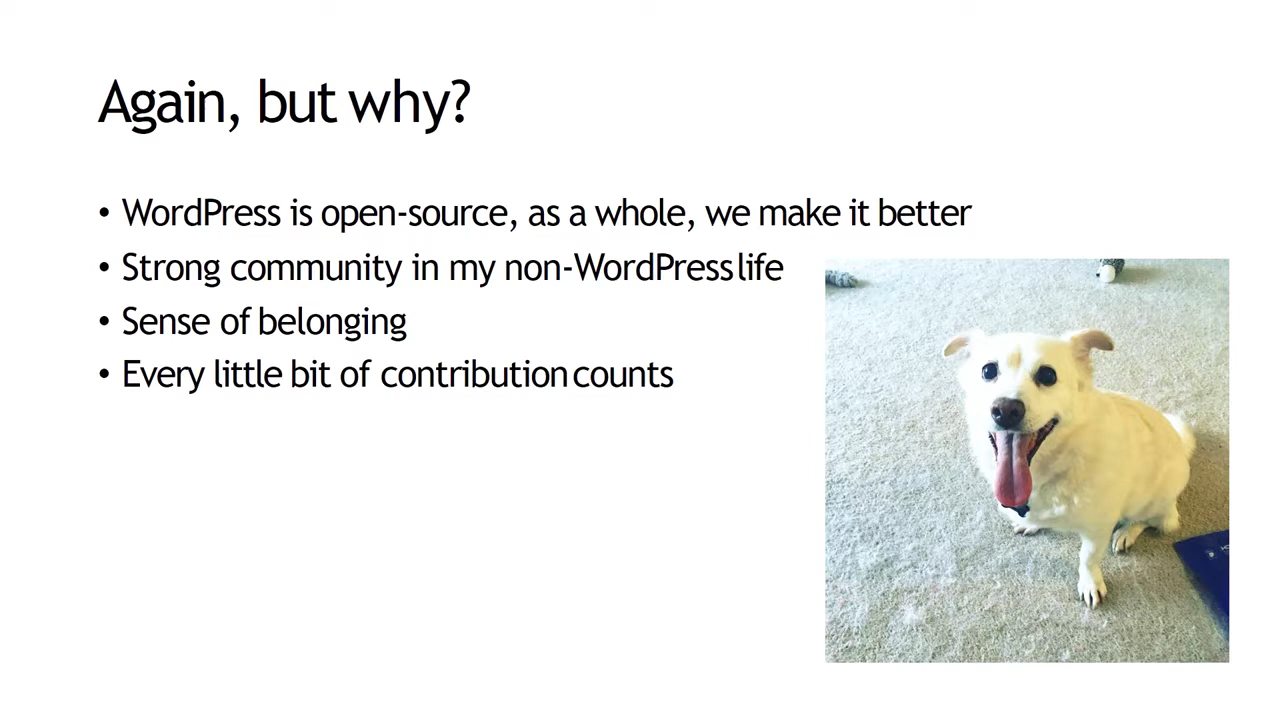 Again, but why?
• WordPress is open-source, as a whole, we make it better
• Strong community in my non-WordPress life
• Sense of belonging
• Every little bit of contribution counts